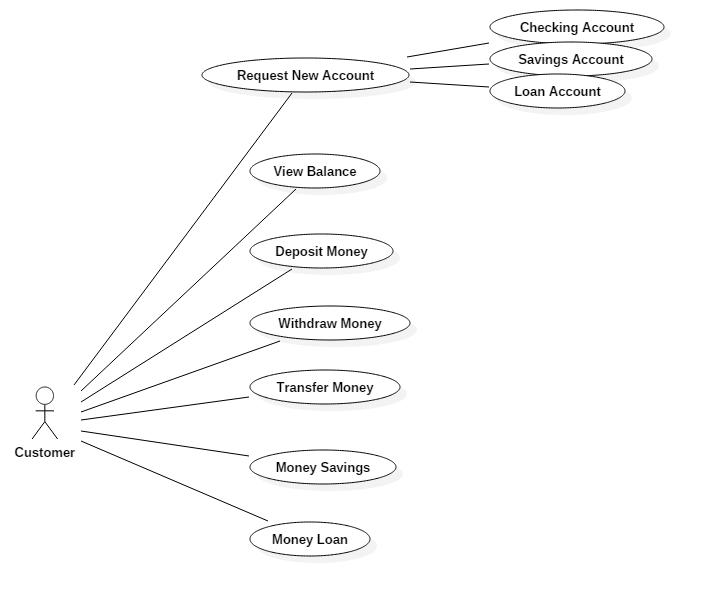 Checking Account
Savings Account
Request New Account
Loan Account
View Balance
Deposit Money
Withdraw Money
Transfer Money
Customer
Money Savings
Money Loan